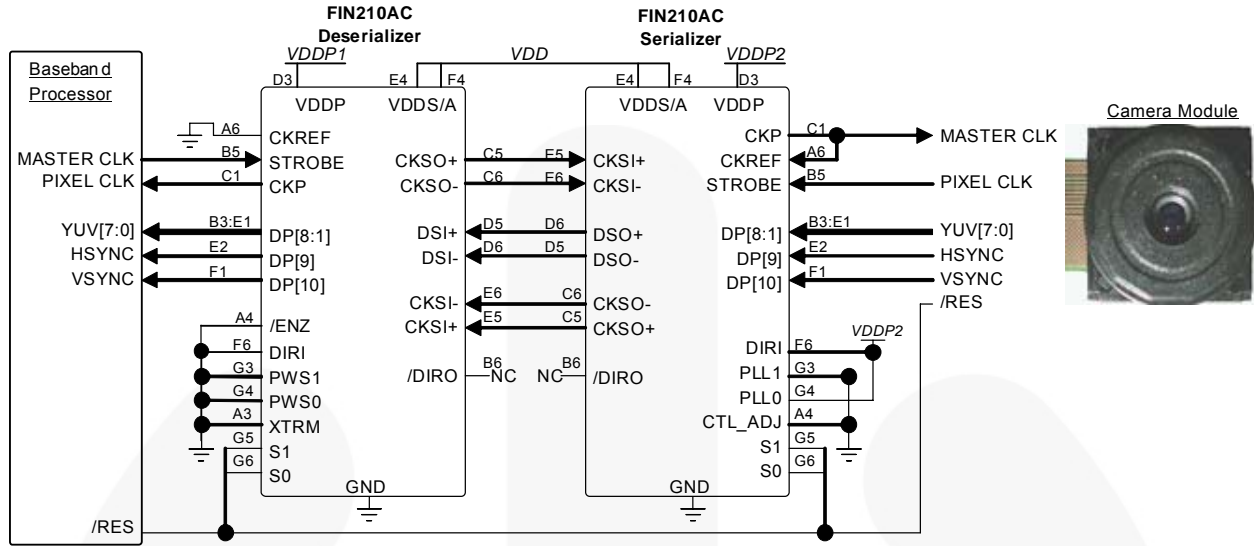 FIN210AC
Deserializer
FIN210AC
Serializer
VDDP1
VDD
VDDP2
D3
E4
F4
E4
F4
D3
VDDP
VDDS/A
VDDS/A
VDDP
Baseband
Processor
MASTER CLK
PIXEL CLK
YUV[7:0]
HSYNC
VSYNC
/RES
A6
B5
C1
B3:E1
E2
F1
A4
F6
G3
G4
A3
G5
G6
CKREF
STROBE
CKP
DP[8:1]
DP[9]
DP[10]
/ENZ
DIRI
PWS1
PWS0
XTRM
S1
S0
GND
CKSO+
CKSO-
DSI+
DSI-
CKSI-
CKSI+
/DIRO
C5
C6
D5
D6
E6
E5
B6
NC
E5
E6
D6
D5
C6
C5
B6
NC
CKSI+
CKSI-
DSO+
DSO-
CKSO-
CKSO+
/DIRO
GND
CKP
CKREF
STROBE
DP[8:1]
DP[9]
DP[10]
DIRI
PLL1
PLL0
CTL_ADJ
S1
S0
C1
A6
B5
B3:E1
E2
F1
F6
G3
G4
A4
G5
G6
VDDP2
MASTER CLK
PIXEL CLK
YUV[7:0]
HSYNC
VSYNC
/RES
Camera Module